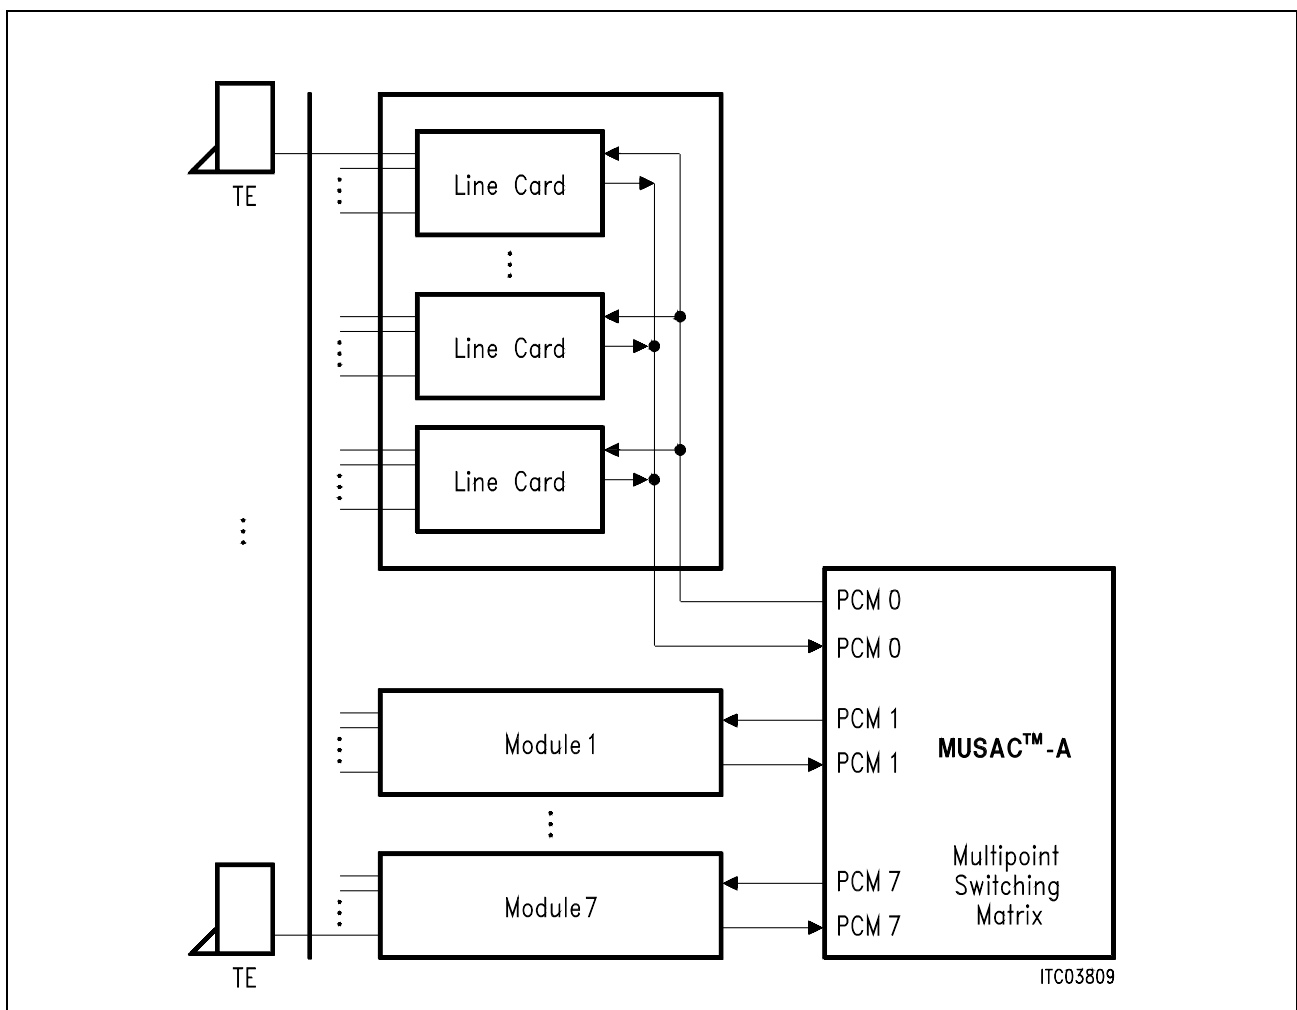 TE
Line Card
Line Card
Line Card
PCM 0
PCM 0
PCM 1
Module 1
MUSAC™-A
PCM 1
Multipoint
Switching
Matrix
PCM 7
Module 7
PCM 7
TE
ITC03809